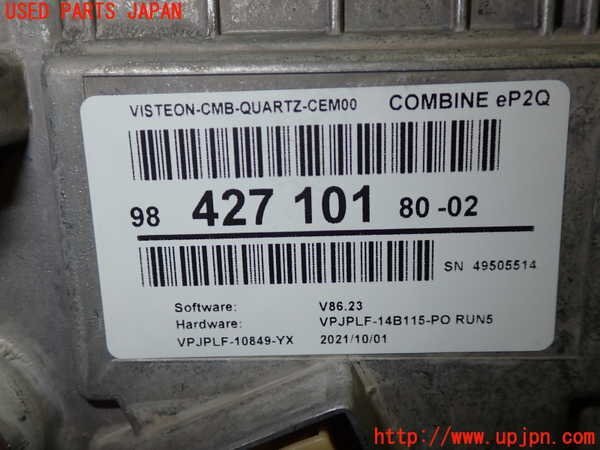 USED PARTS JAPAN
VISTEON-CMB-QUARTZ-CEM00 COMBINE eP2Q
98 427 101 80-02
SN 49505514
Software: V86.23
Hardware: VPJPLF-14B115-PO RUN5
VPJPLF-10849-YX 2021/10/01
http://www.upjpn.com/